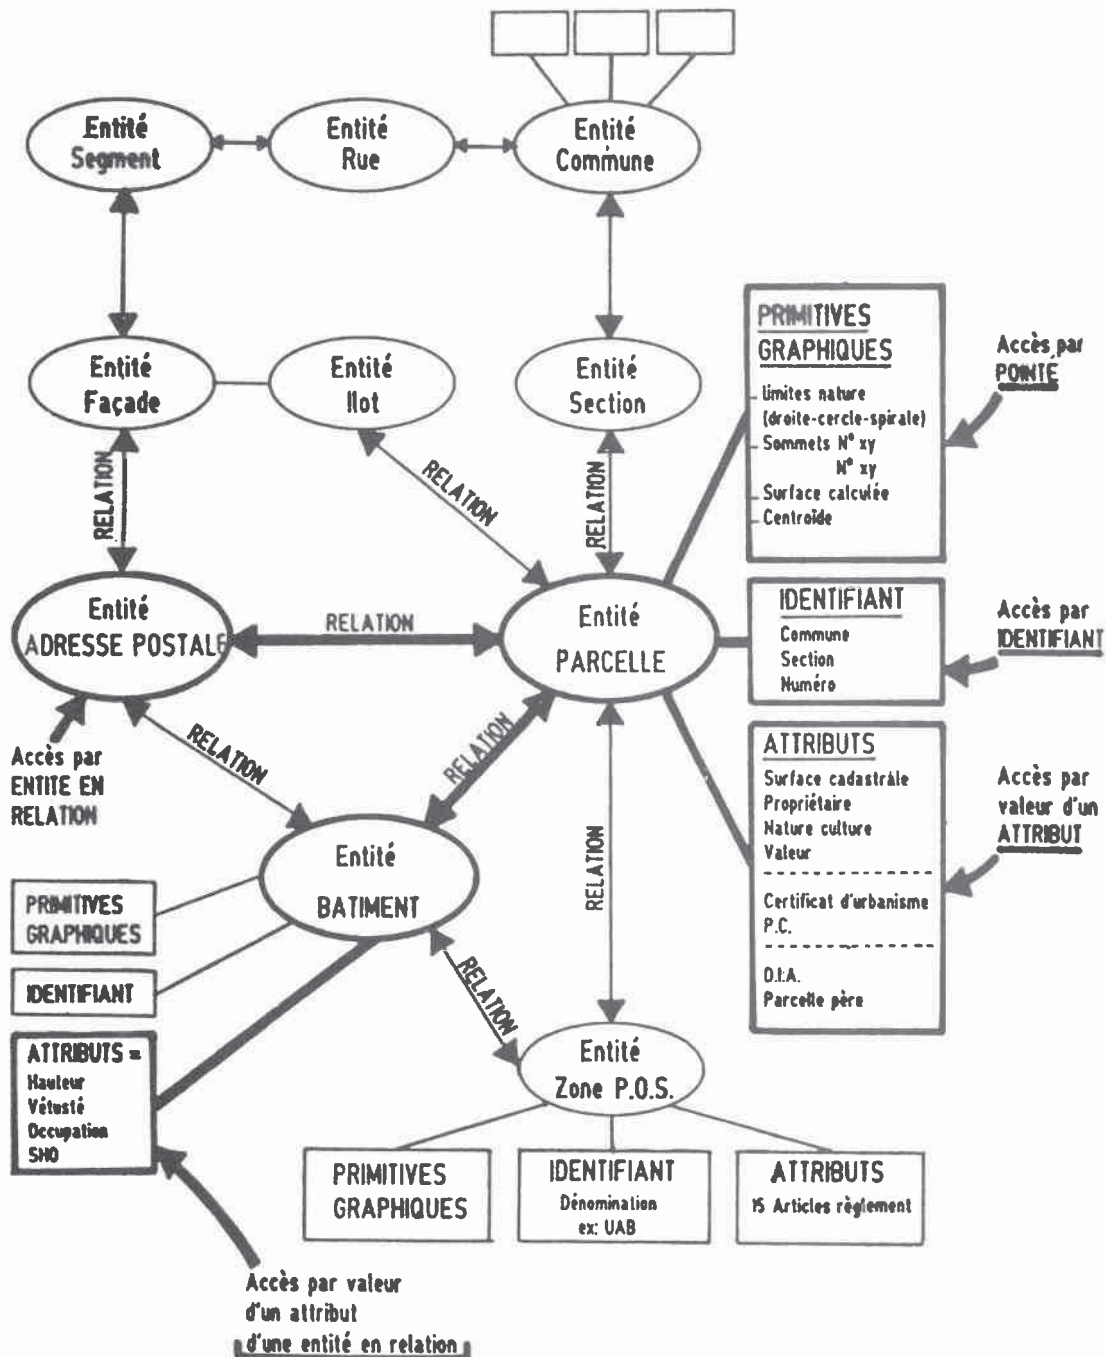 Entité
Segment
Entité
Rue
Entité
Commune
Entité
Façade
Entité
Ilot
Entité
Section
PRIMITIVES
GRAPHIQUES
Limites nature
(droite-cercle-spirale)
Sommets N° xy
N° xy
Surface calculée
Centroïde
Accès par
POINTÉ
RELATION
RELATION
RELATION
Entité
ADRESSE POSTALE
RELATION
Entité
PARCELLE
IDENTIFIANT
Commune
Section
Numéro
Accès par
IDENTIFIANT
Accès par
ENTITE EN
RELATION
RELATION
RELATION
RELATION
ATTRIBUTS
Surface cadastrale
Propriétaire
Nature culture
Valeur
Certificat d'urbanisme
P.C.
D.I.A.
Parcelle père
Accès par
valeur d'un
ATTRIBUT
Entité
BATIMENT
PRIMITIVES
GRAPHIQUES
IDENTIFIANT
ATTRIBUTS =
Hauteur
Vétusté
Occupation
SHO
RELATION
Entité
Zone P.O.S.
PRIMITIVES
GRAPHIQUES
IDENTIFIANT
Dénomination
ex: UAB
ATTRIBUTS
15 Articles règlement
Accès par valeur
d'un attribut
d'une entité en relation